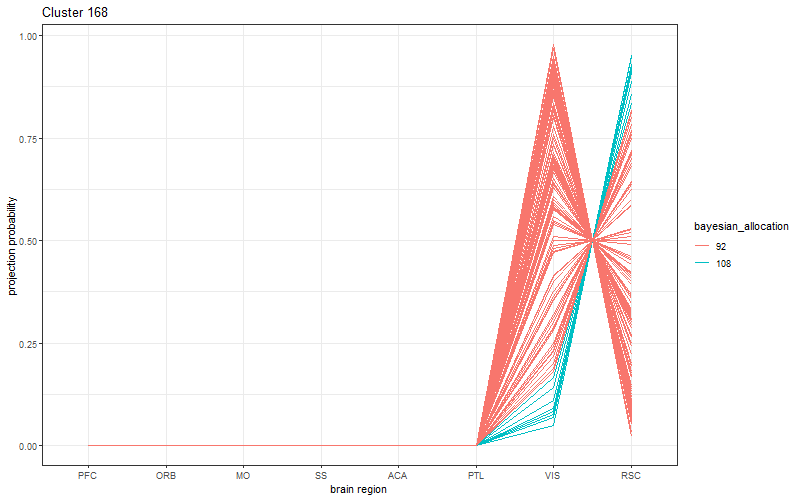 Cluster 168
1.00
0.75
0.50
0.25
0.00
projection probability
PFC ORB MO SS ACA PTL VIS RSC
brain region
bayesian_allocation
92
108